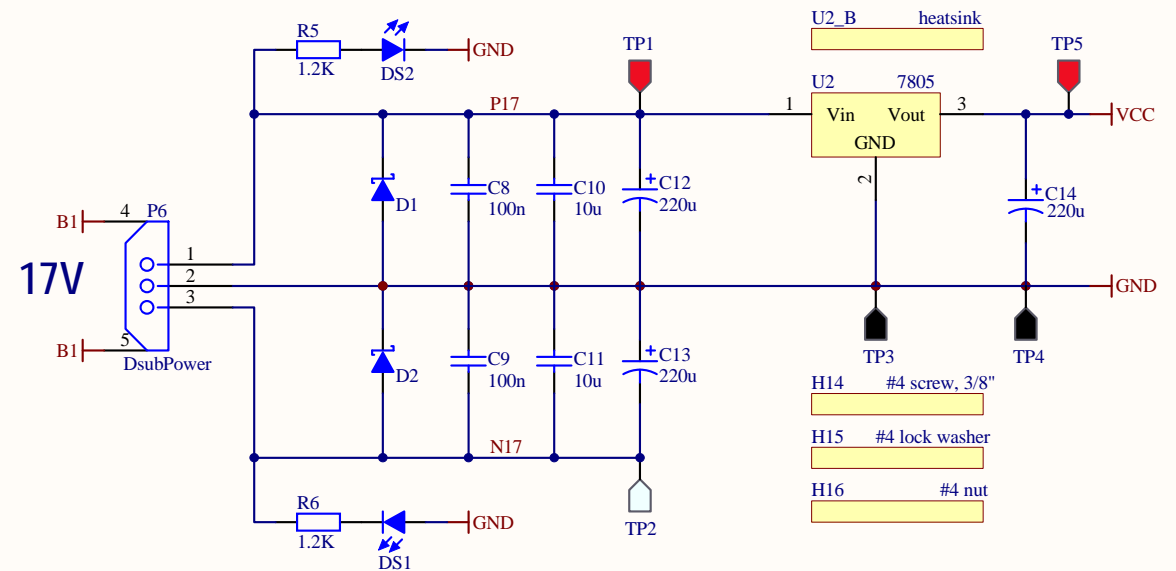 U2_B heatsink
R5
1.2K
DS2
GND
TP1
TP5
U2 7805
P17
1
Vin Vout
GND
3
VCC
2
D1
C8
100n
C10
10u
+
C12
220u
+
C14
220u
B1
4
P6
17V
1
2
3
GND
B1
5
DsubPower
D2
C9
100n
C11
10u
+
C13
220u
TP3
TP4
H14 #4 screw, 3/8"
N17
H15 #4 lock washer
H16 #4 nut
R6
1.2K
DS1
GND
TP2